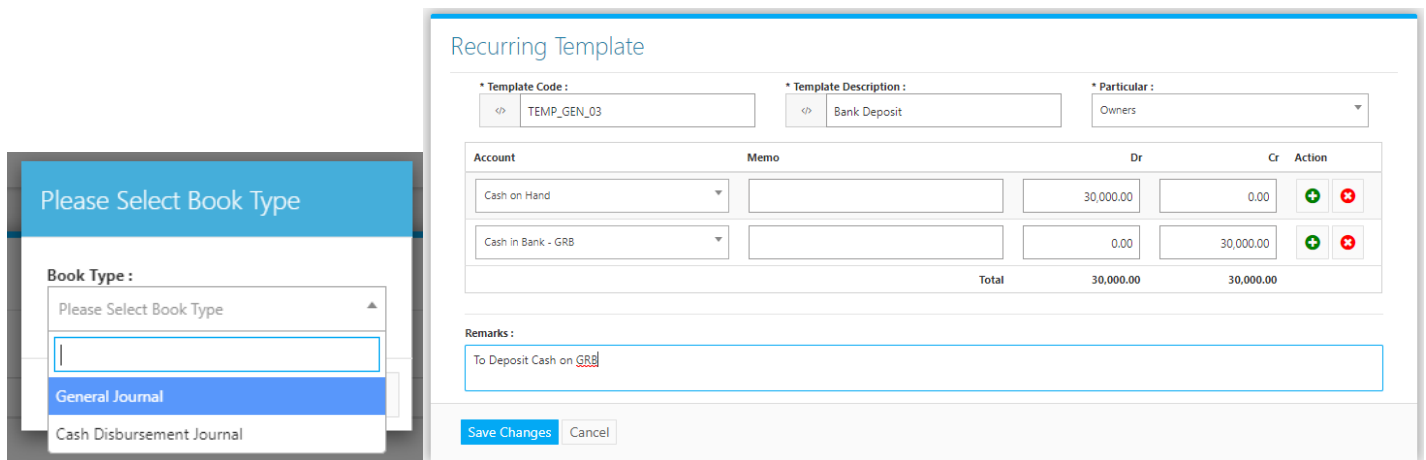 Please Select Book Type
Book Type :
Please Select Book Type
General Journal
Cash Disbursement Journal
Recurring Template
* Template Code :
* Template Description :
* Particular :
</> TEMP_GEN_03
</> Bank Deposit
Owners
Account Memo Dr Cr Action
Cash on Hand 30,000.00 0.00
Cash in Bank - GRB 0.00 30,000.00
Total 30,000.00 30,000.00
Remarks :
To Deposit Cash on GRB
Save Changes Cancel